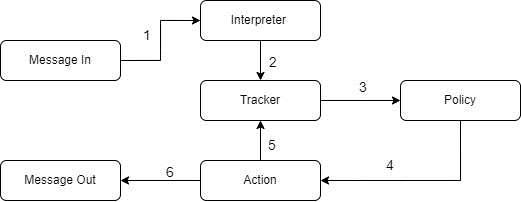 Interpreter
1
Message In
2
Tracker
3
Policy
5
4
Message Out
6
Action